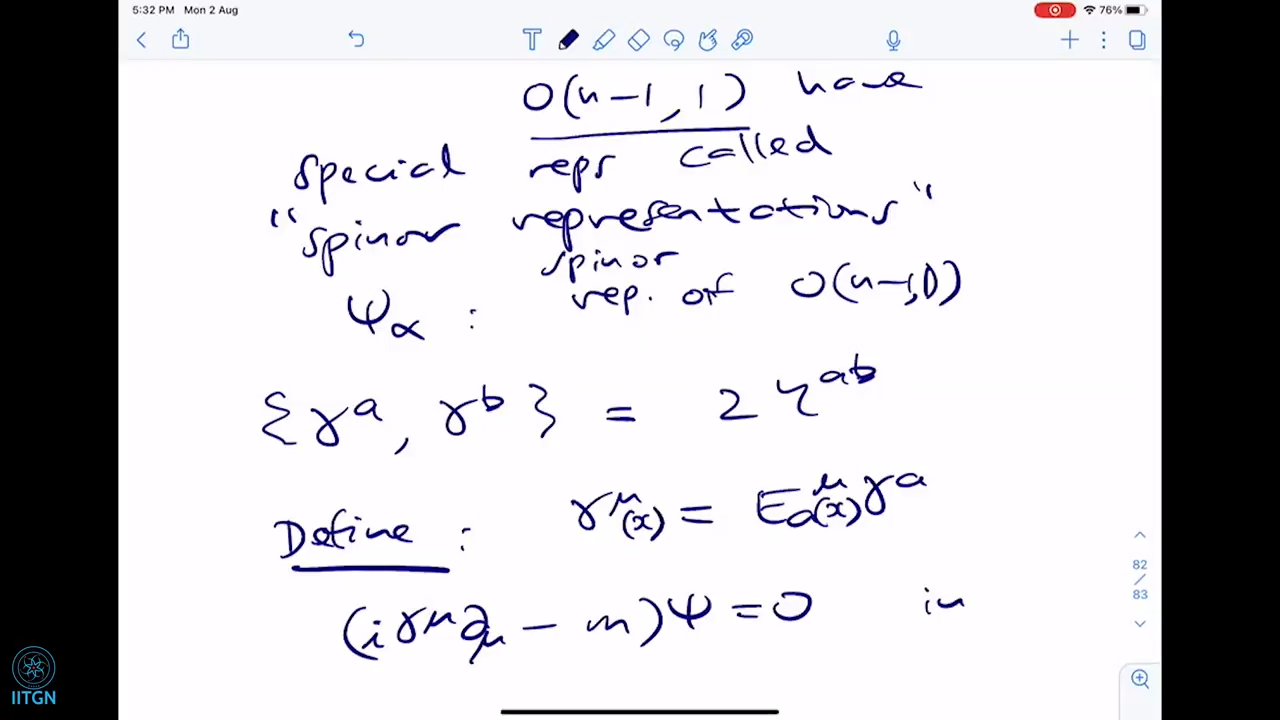 5:32 PM Mon 2 Aug
76%
O(n-1, 1) have
special reps called
"spinor representations"
ψ_α : spinor rep. of O(n-1,1)
{γ^a, γ^b} = 2 η^{ab}
Define : γ^μ(x) = E_a^μ(x) γ^a
(iγ^μ ∂_μ - m)ψ = 0 in
82
/
83
IITGN